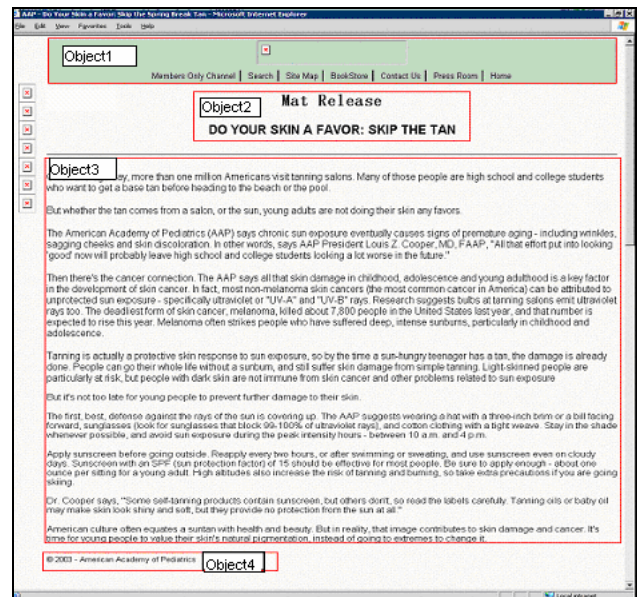 AAP - Do Your Skin a Favor: Skip the Spring Break Tan - Microsoft Internet Explorer
File Edit View Favorites Tools Help
Object1
Members Only Channel | Search | Site Map | BookStore | Contact Us | Press Room | Home
Object2
Mat Release
DO YOUR SKIN A FAVOR: SKIP THE TAN
Object3
day, more than one million Americans visit tanning salons. Many of those people are high school and college students
who want to get a base tan before heading to the beach or the pool.
But whether the tan comes from a salon, or the sun, young adults are not doing their skin any favors.
The American Academy of Pediatrics (AAP) says chronic sun exposure eventually causes signs of premature aging - including wrinkles,
sagging cheeks and skin discoloration. In other words, says AAP President Louis Z. Cooper, MD, FAAP, "All that effort put into looking
'good' now will probably leave high school and college students looking a lot worse in the future."
Then there's the cancer connection. The AAP says all that skin damage in childhood, adolescence and young adulthood is a key factor
in the development of skin cancer. In fact, most non-melanoma skin cancers (the most common cancer in America) can be attributed to
unprotected sun exposure - specifically ultraviolet or "UV-A" and "UV-B" rays. Research suggests bulbs at tanning salons emit ultraviolet
rays too. The deadliest form of skin cancer, melanoma, killed about 7,800 people in the United States last year, and that number is
expected to rise this year. Melanoma often strikes people who have suffered deep, intense sunburns, particularly in childhood and
adolescence.
Tanning is actually a protective skin response to sun exposure, so by the time a sun-hungry teenager has a tan, the damage is already
done. People can go their whole life without a sunburn, and still suffer skin damage from simple tanning. Light-skinned people are
particularly at risk, but people with dark skin are not immune from skin cancer and other problems related to sun exposure
But it's not too late for young people to prevent further damage to their skin.
The first, best, defense against the rays of the sun is covering up. The AAP suggests wearing a hat with a three-inch brim or a bill facing
forward, sunglasses (look for sunglasses that block 99-100% of ultraviolet rays), and cotton clothing with a tight weave. Stay in the shade
whenever possible, and avoid sun exposure during the peak intensity hours - between 10 a.m. and 4 p.m.
Apply sunscreen before going outside. Reapply every two hours, or after swimming or sweating, and use sunscreen even on cloudy
days. Sunscreen with an SPF (sun protection factor) of 15 should be effective for most people. Be sure to apply enough - about one
ounce per sitting for a young adult. High altitudes also increase the risk of tanning and burning, so take extra precautions if you are going
skiing.
Dr. Cooper says, "Some self-tanning products contain sunscreen, but others don't, so read the labels carefully. Tanning oils or baby oil
may make skin look shiny and soft, but they provide no protection from the sun at all."
American culture often equates a suntan with health and beauty. But in reality, that image contributes to skin damage and cancer. It's
time for young people to value their skin's natural pigmentation, instead of going to extremes to change it.
© 2003 - American Academy of Pediatrics
Object4
Local intranet